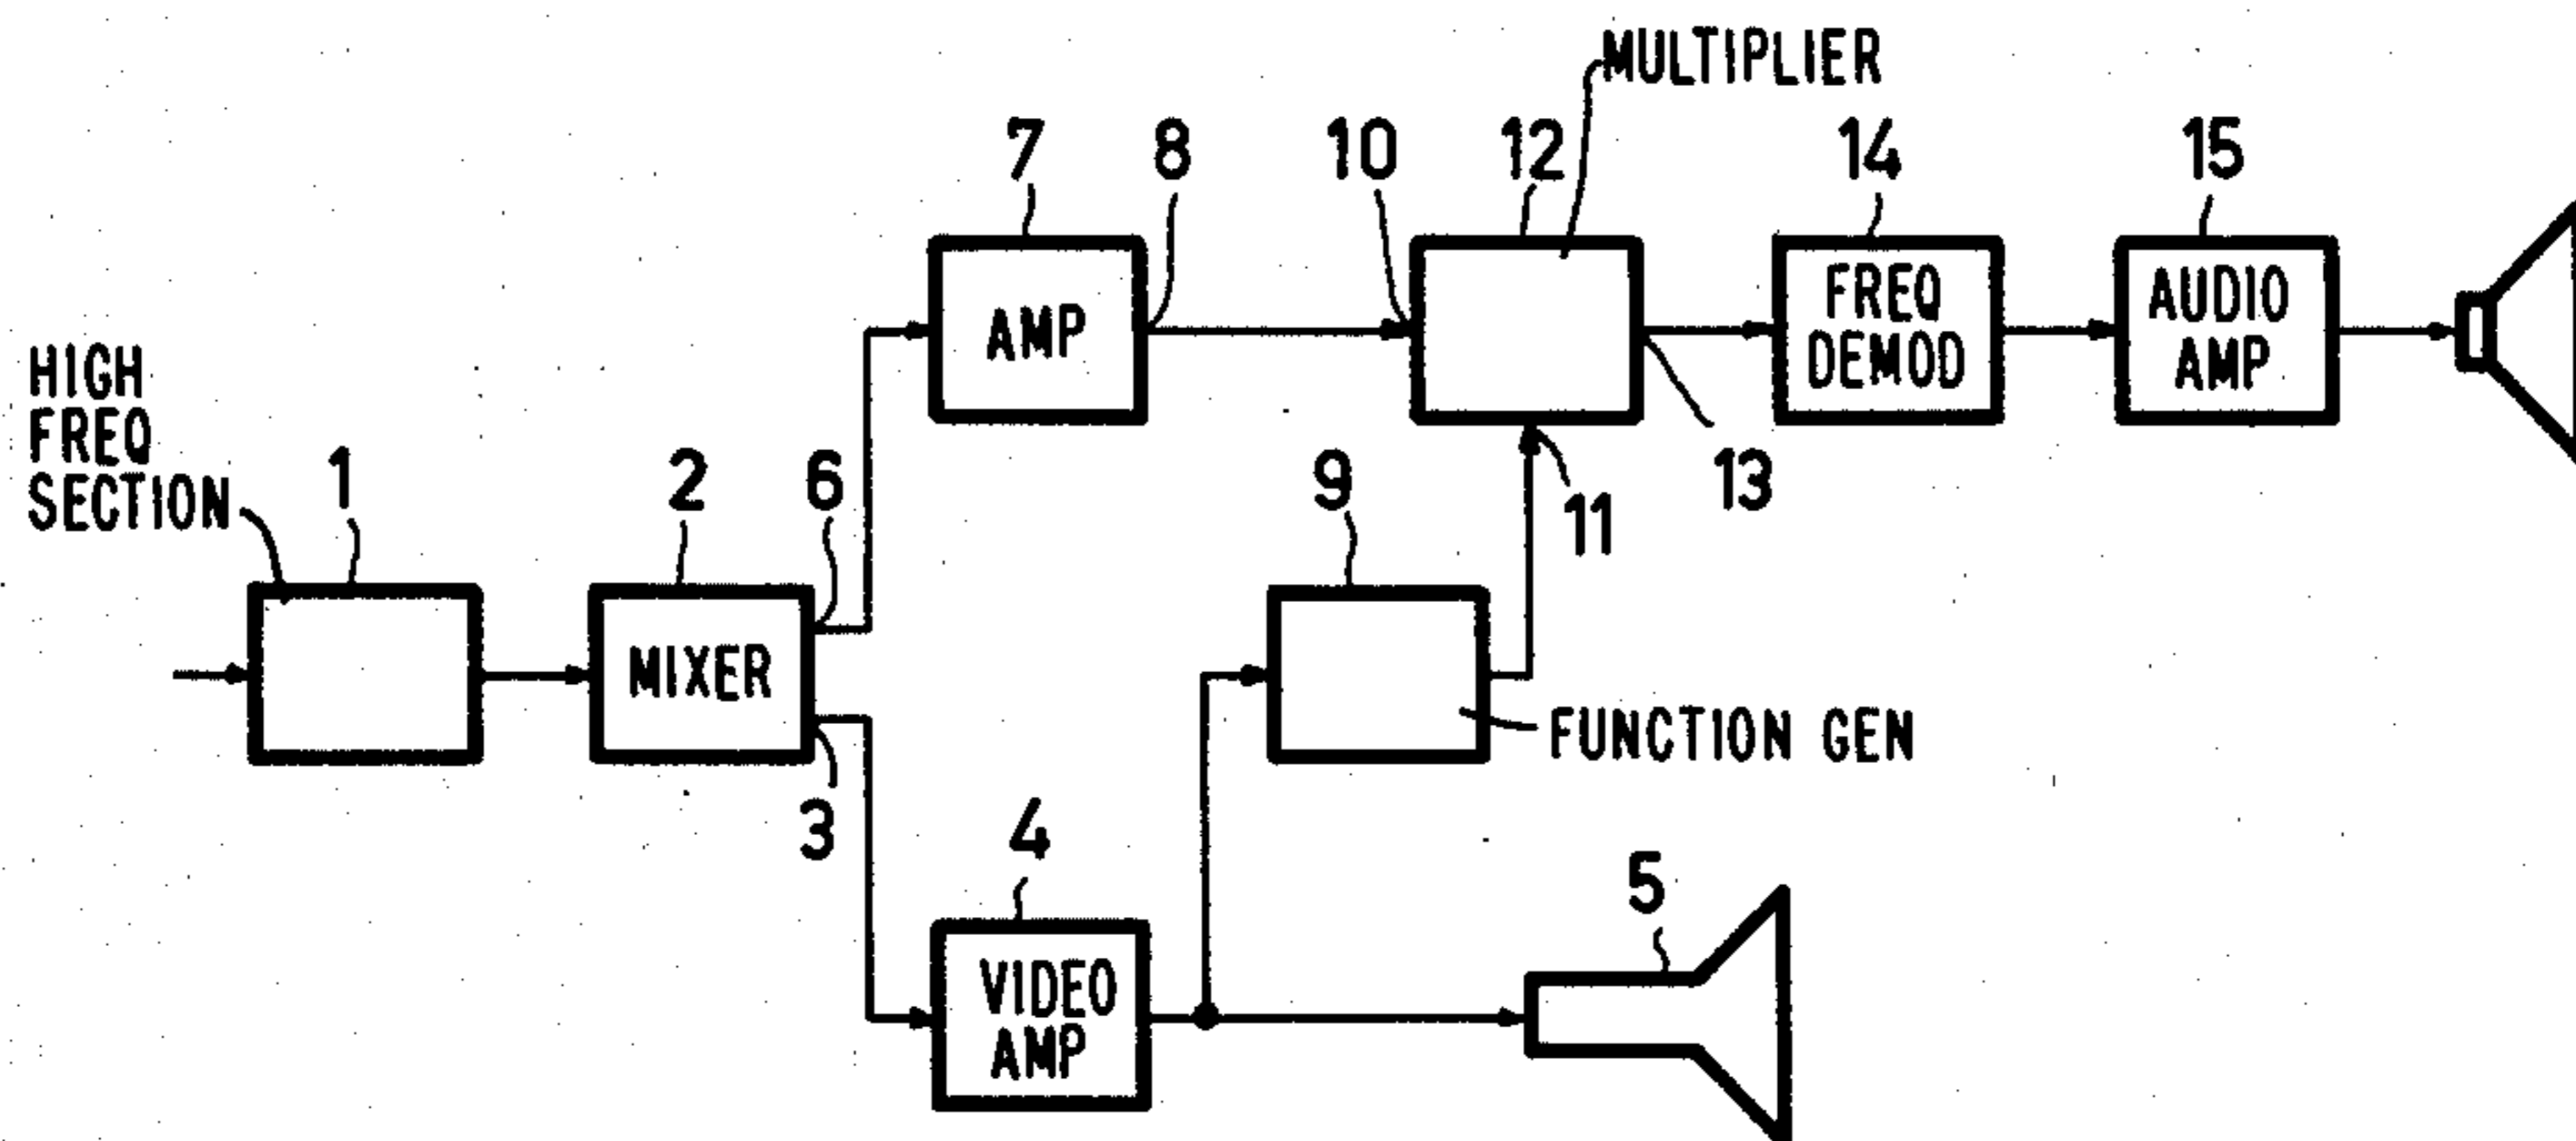 MULTIPLIER
7
8
10
12
14
15
AMP
FREQ
DEMOD
AUDIO
AMP
HIGH
FREQ
SECTION
1
2
6
9
11
13
MIXER
FUNCTION GEN
3
4
5
VIDEO
AMP